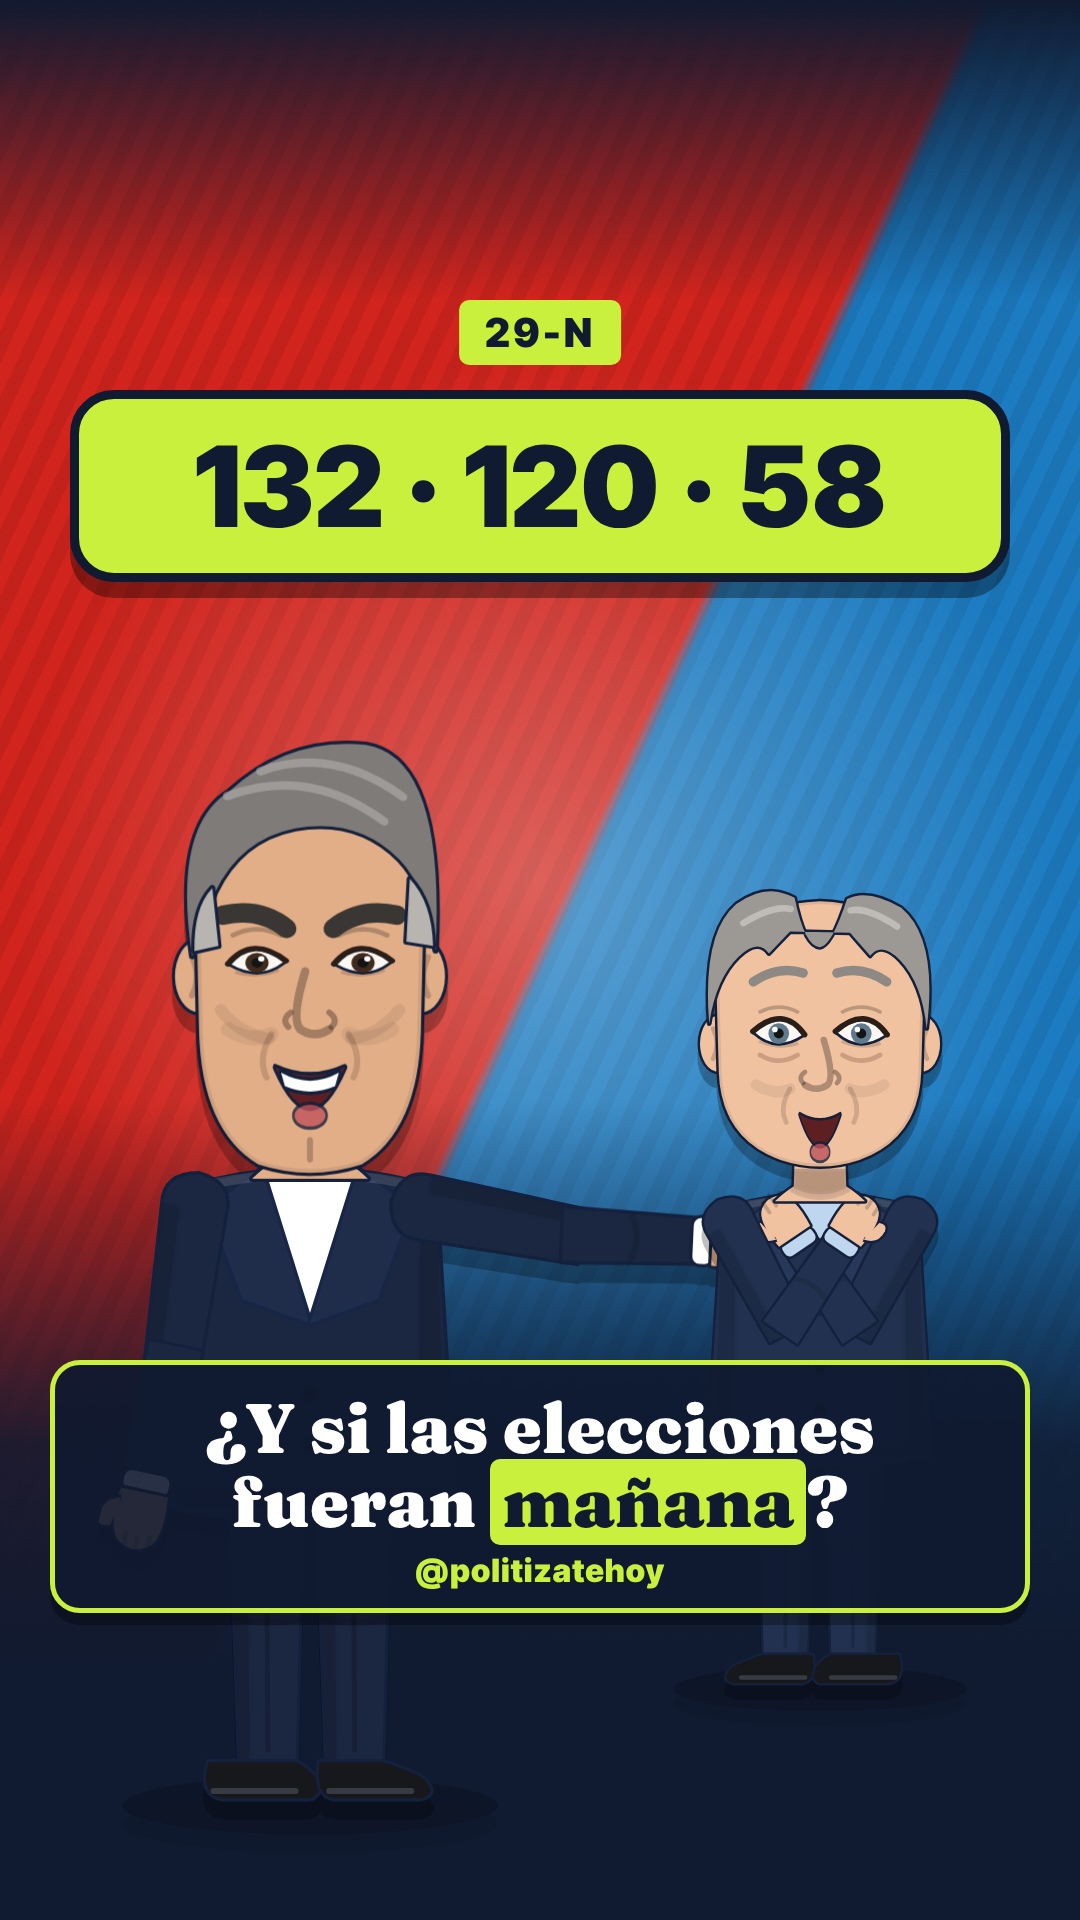 29-N
132 · 120 · 58
¿Y si las elecciones
fueran mañana?
@politizatehoy